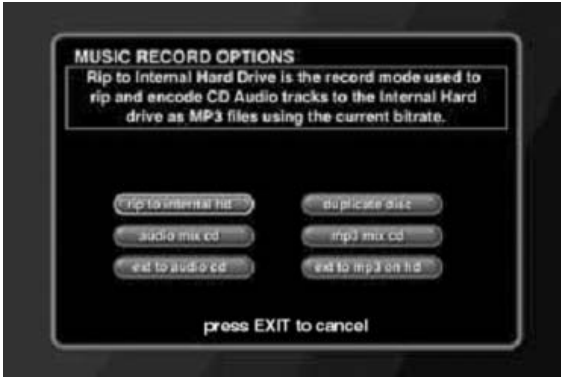 MUSIC RECORD OPTIONS
Rip to Internal Hard Drive is the record mode used to
rip and encode CD Audio tracks to the Internal Hard
drive as MP3 files using the current bitrate.
rip to internal hd duplicate disc
audio mix cd mp3 mix cd
ext to audio cd ext to mp3 on hd
press EXIT to cancel